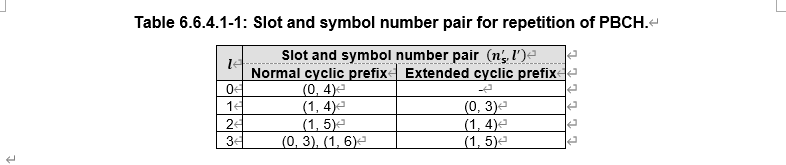 Table 6.6.4.1-1: Slot and symbol number pair for repetition of PBCH.
l Slot and symbol number pair (n′s, l′)
Normal cyclic prefix Extended cyclic prefix
0 (0, 4) -
1 (1, 4) (0, 3)
2 (1, 5) (1, 4)
3 (0, 3), (1, 6) (1, 5)